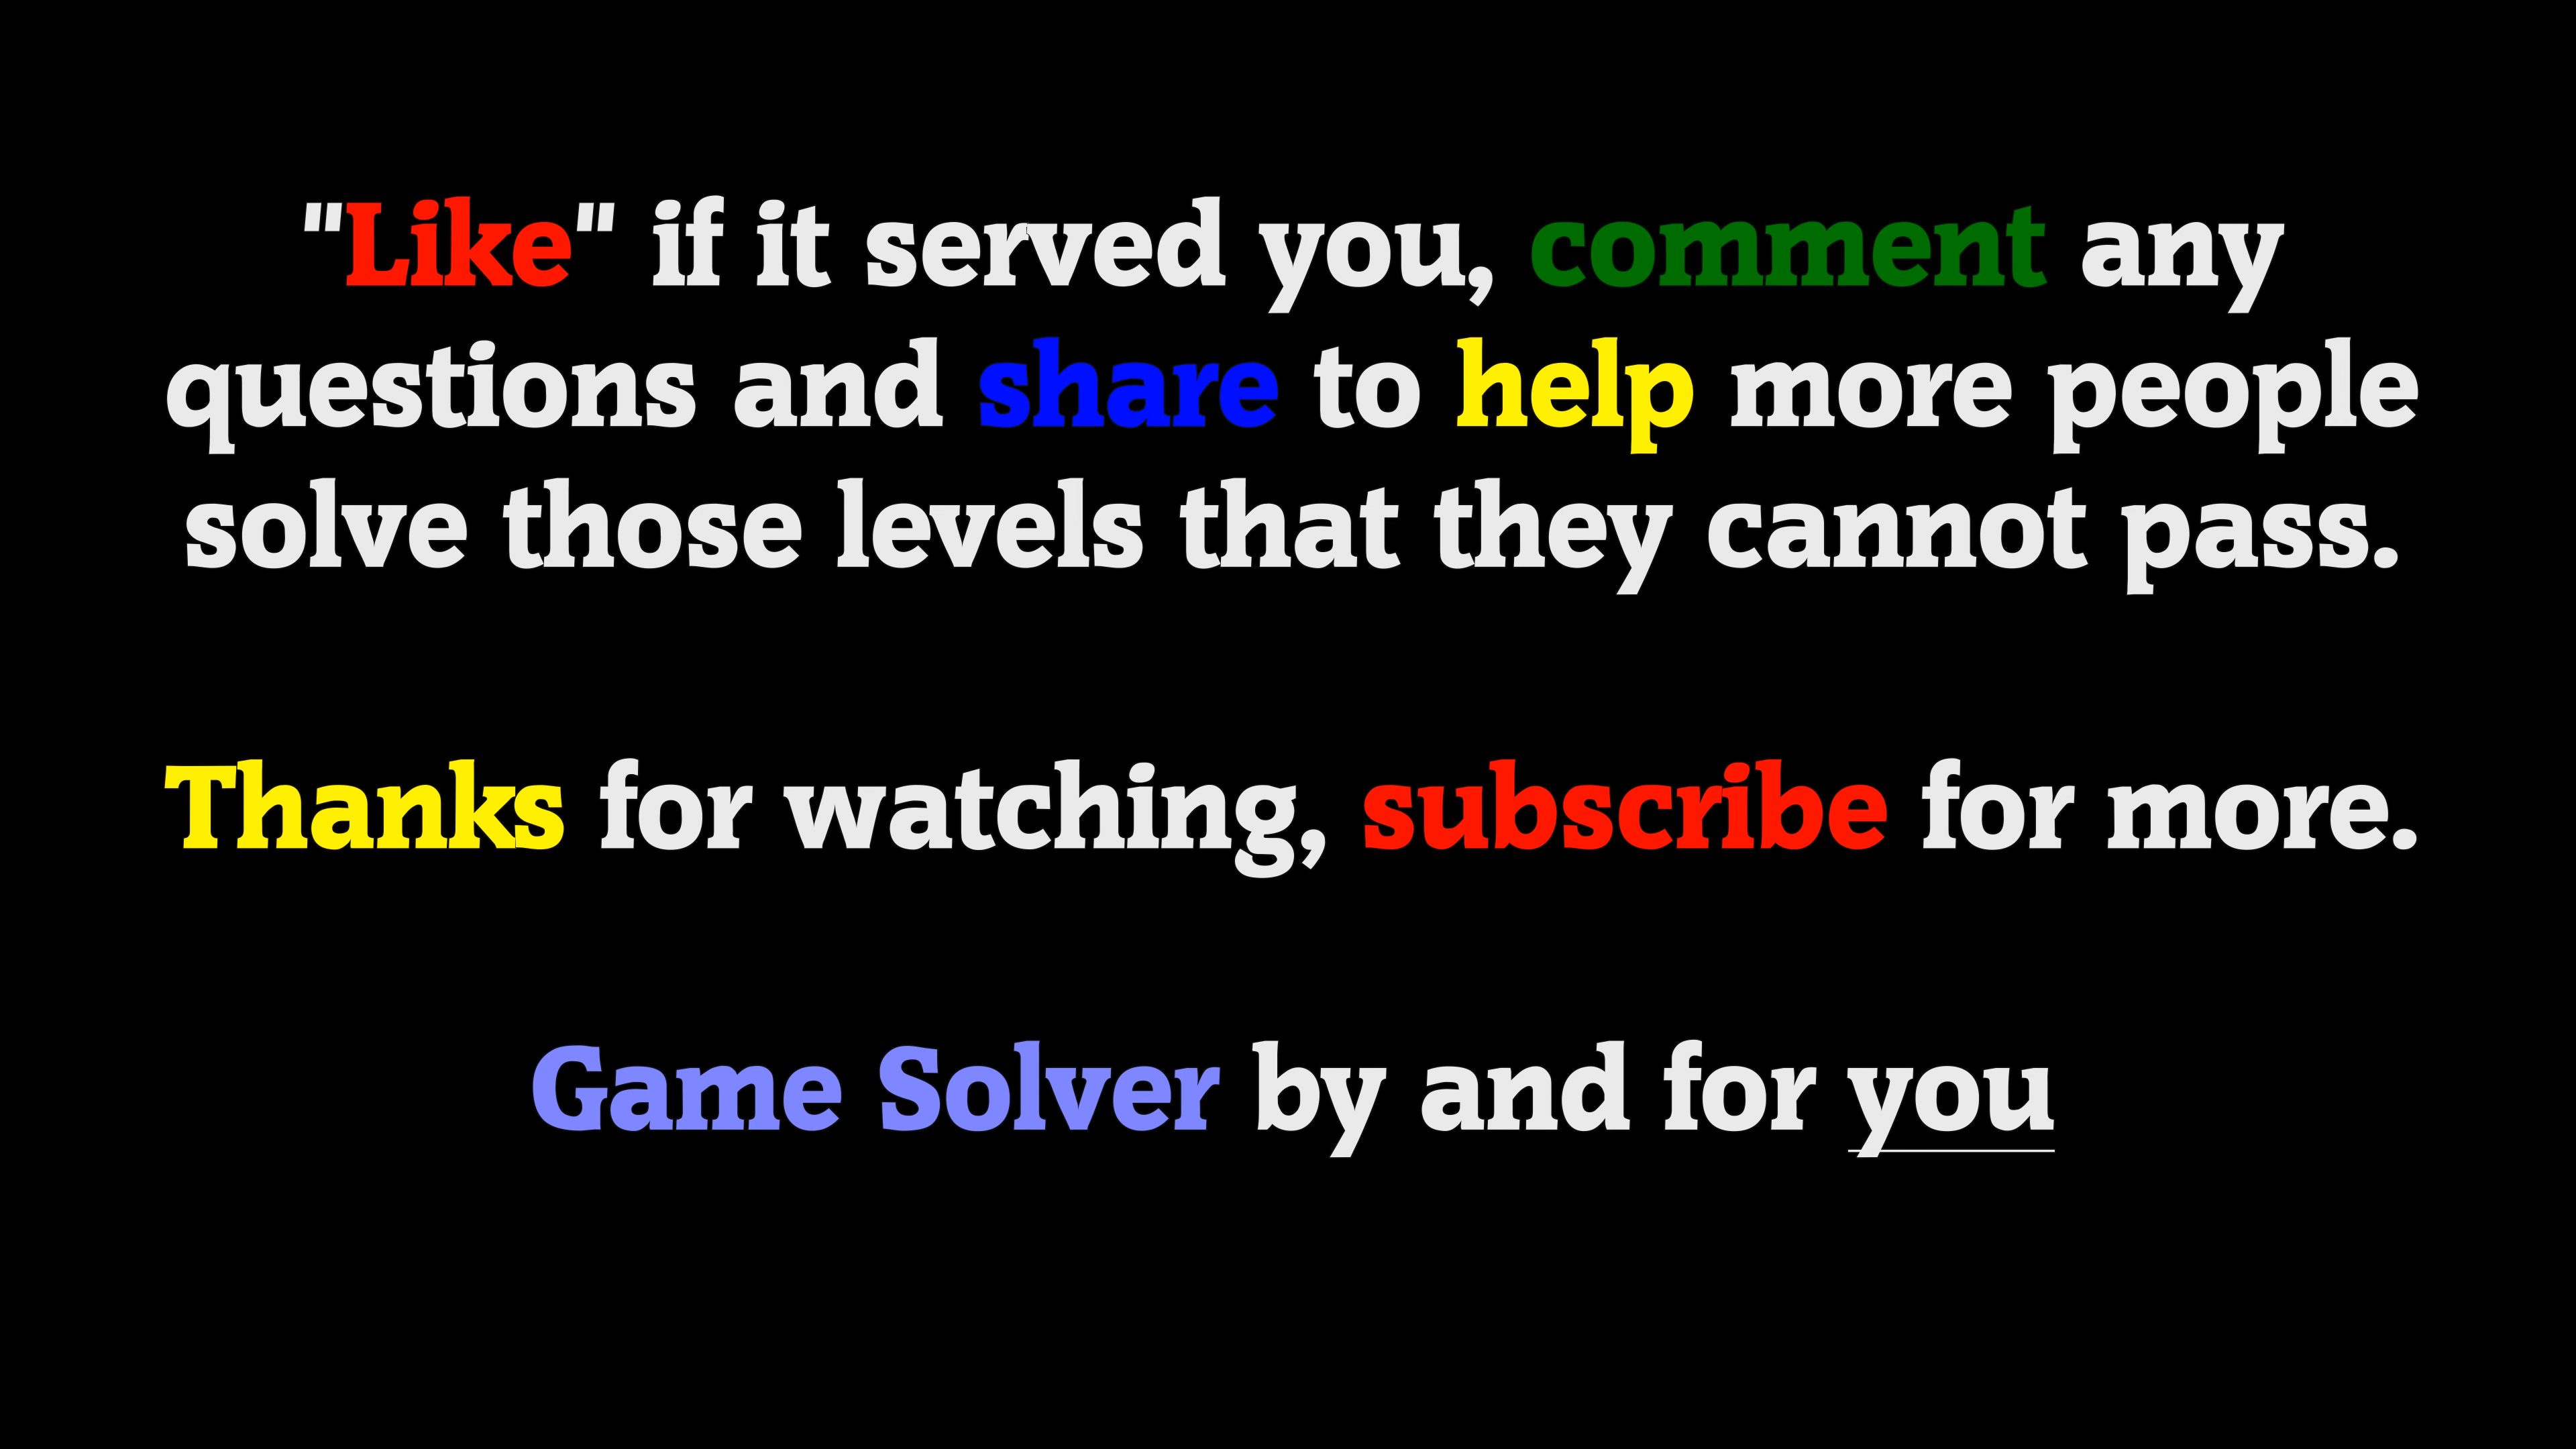 "Like" if it served you, comment any
questions and share to help more people
solve those levels that they cannot pass.
Thanks for watching, subscribe for more.
Game Solver by and for you